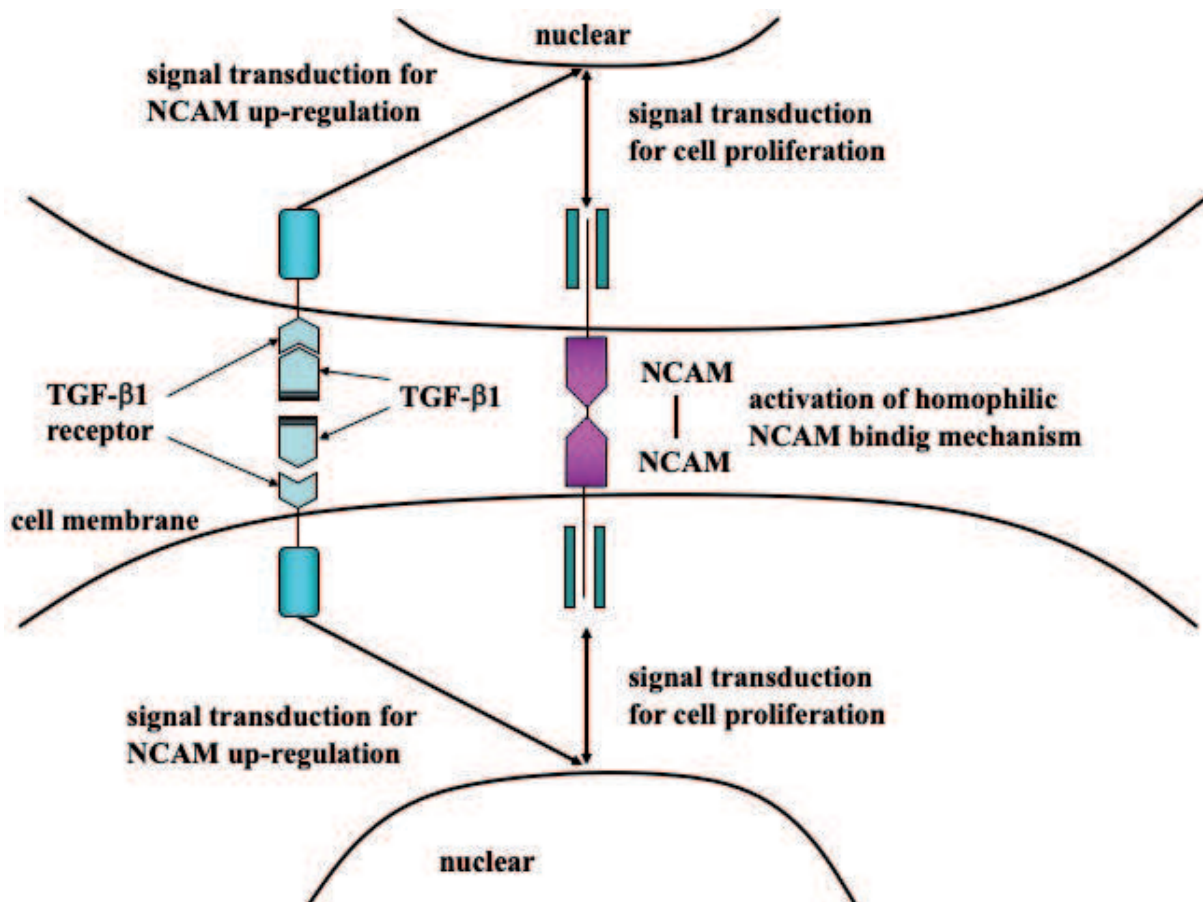 nuclear
signal transduction for
NCAM up-regulation
signal transduction
for cell proliferation
TGF-β1
receptor
TGF-β1
NCAM
NCAM
activation of homophilic
NCAM bindig mechanism
cell membrane
signal transduction for
NCAM up-regulation
signal transduction
for cell proliferation
nuclear